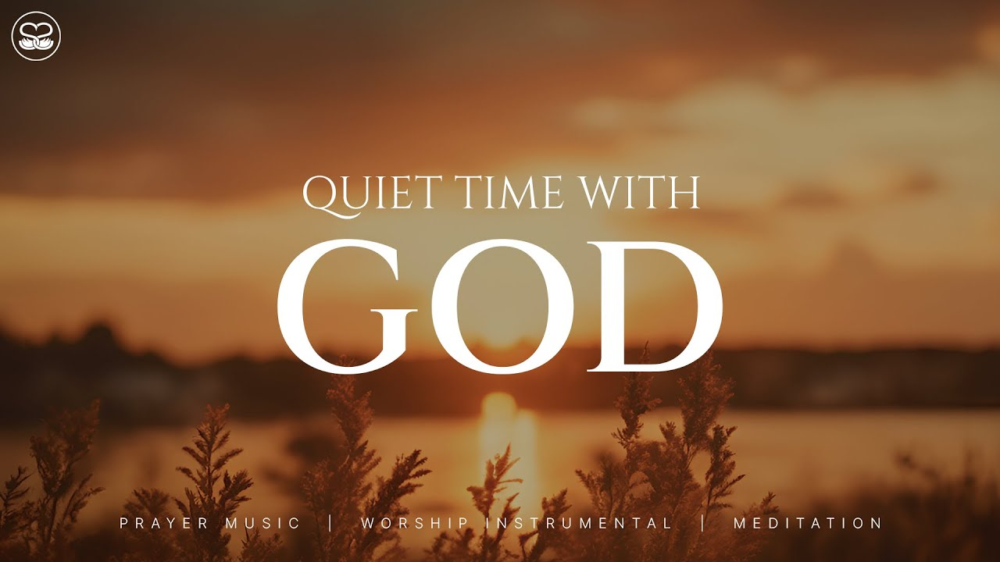 QUIET TIME WITH
GOD
PRAYER MUSIC | WORSHIP INSTRUMENTAL | MEDITATION